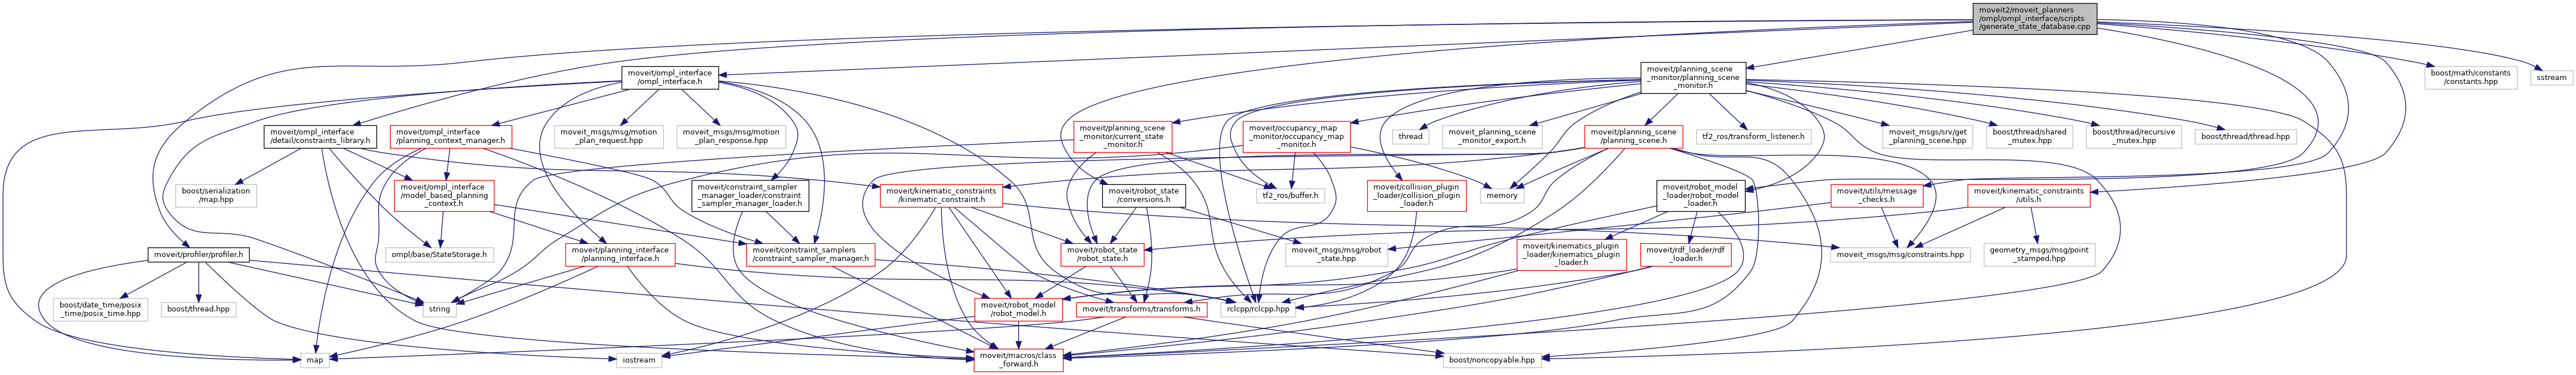 moveit2/moveit_planners
/ompl/ompl_interface/scripts
/generate_state_database.cpp
moveit/ompl_interface
/ompl_interface.h
moveit/planning_scene
_monitor/planning_scene
_monitor.h
boost/math/constants
/constants.hpp
sstream
moveit/ompl_interface
/detail/constraints_library.h
moveit/ompl_interface
/planning_context_manager.h
moveit_msgs/msg/motion
_plan_request.hpp
moveit_msgs/msg/motion
_plan_response.hpp
moveit/planning_scene
_monitor/current_state
_monitor.h
moveit/occupancy_map
_monitor/occupancy_map
_monitor.h
thread
moveit_planning_scene
_monitor_export.h
moveit/planning_scene
/planning_scene.h
tf2_ros/transform_listener.h
moveit_msgs/src/get
_planning_scene.hpp
boost/thread/shared
_mutex.hpp
boost/thread/recursive
_mutex.hpp
boost/thread/thread.hpp
boost/serialization
/map.hpp
moveit/ompl_interface
/model_based_planning
_context.h
moveit/constraint_sampler
_manager_loader/constraint
_sampler_manager_loader.h
moveit/kinematic_constraints
/kinematic_constraint.h
moveit/robot_state
/conversions.h
tf2_ros/buffer.h
moveit/collision_plugin
_loader/collision_plugin
_loader.h
memory
moveit/robot_model
_loader/robot_model
_loader.h
moveit/utils/message
_checks.h
moveit/kinematic_constraints
/utils.h
moveit/profiler/profiler.h
ompl/base/StateStorage.h
moveit/planning_interface
/planning_interface.h
moveit/constraint_samplers
/constraint_sampler_manager.h
moveit/robot_state
/robot_state.h
moveit_msgs/msg/robot
_state.hpp
moveit/kinematics_plugin
_loader/kinematics_plugin
_loader.h
moveit/rdf_loader/rdf
_loader.h
moveit_msgs/msg/constraints.hpp
geometry_msgs/msg/point
_stamped.hpp
boost/date_time/posix
_time/posix_time.hpp
boost/thread.hpp
string
moveit/robot_model
/robot_model.h
moveit/transforms/transforms.h
rclcpp/rclcpp.hpp
map
iostream
moveit/macros/class
_forward.h
boost/noncopyable.hpp